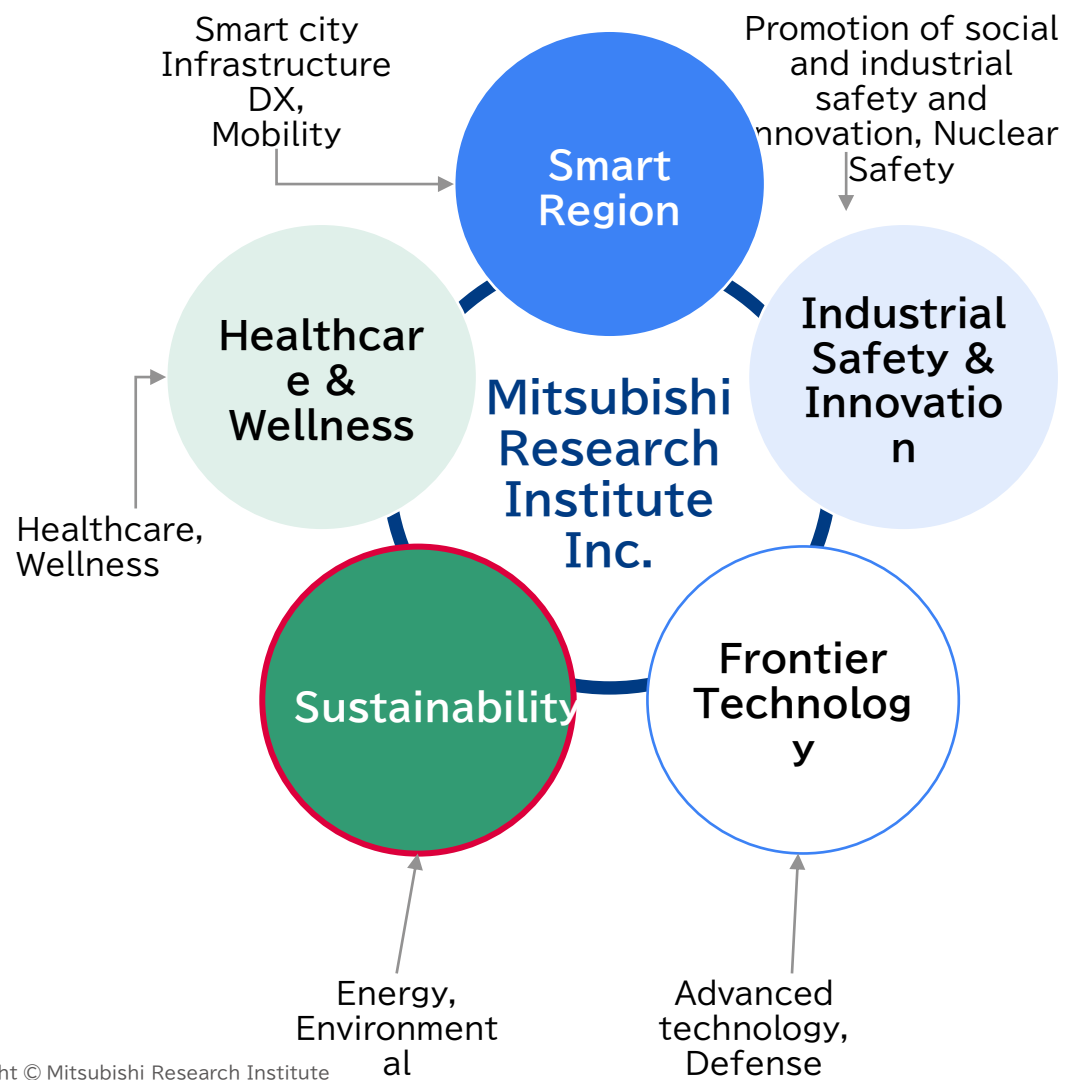 Smart city
Infrastructure
DX,
Mobility
Promotion of social
and industrial
safety and
nnovation, Nuclear
Safety
Smart
Region
Healthcar
e &
Wellness
Industrial
Safety &
Innovatio
n
Mitsubishi
Research
Institute
Inc.
Healthcare,
Wellness
Sustainability
Frontier
Technolog
y
Energy,
Environment
al
Advanced
technology,
Defense
ht © Mitsubishi Research Institute